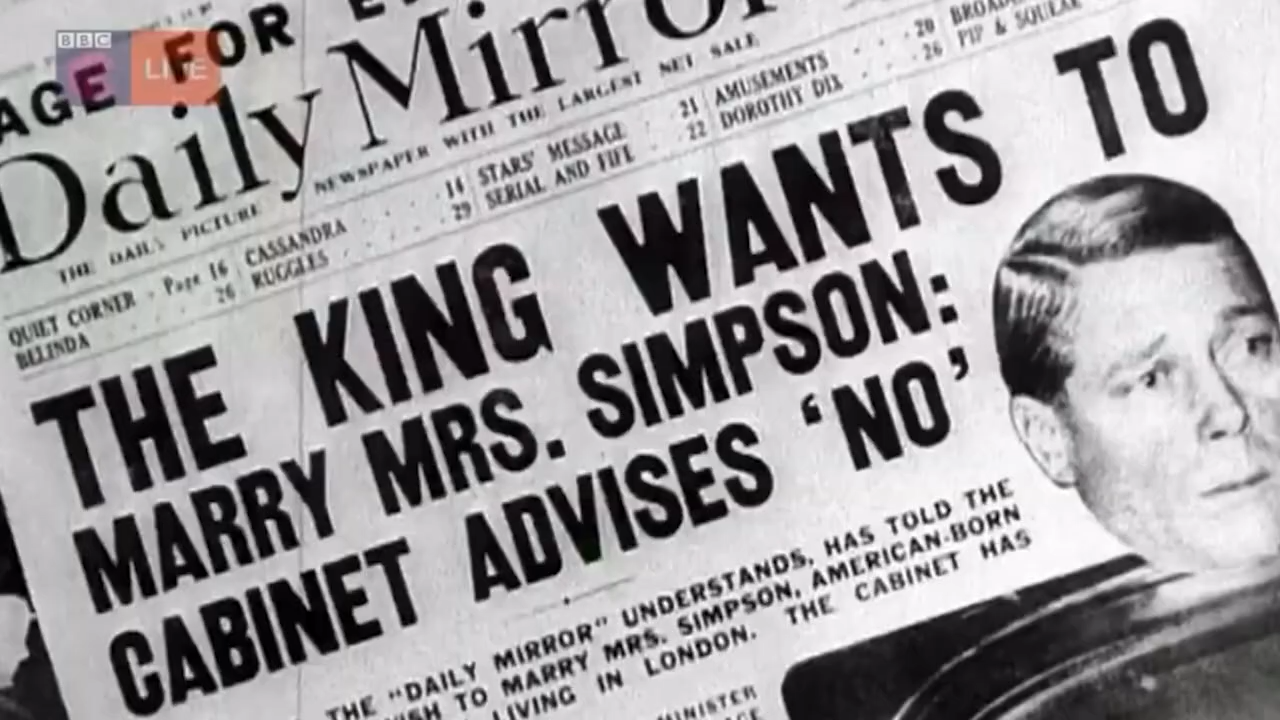 BBC
LIVE
AGE FOR
Daily Mirror
THE DAILY PICTURE NEWSPAPER WITH THE LARGEST NET SALE
QUIET CORNER - Page 16
BELINDA 26
CASSANDRA 14
RUGGLES 29
STARS' MESSAGE 21
SERIAL AND FIFE 22
AMUSEMENTS 20
DOROTHY DIX 26
PIP & SQUEAK
THE KING WANTS TO
MARRY MRS. SIMPSON:
CABINET ADVISES 'NO'
THE "DAILY MIRROR" UNDERSTANDS, HAS TOLD THE
TO MARRY MRS. SIMPSON, AMERICAN-BORN
LIVING IN LONDON. THE CABINET HAS
MINISTER